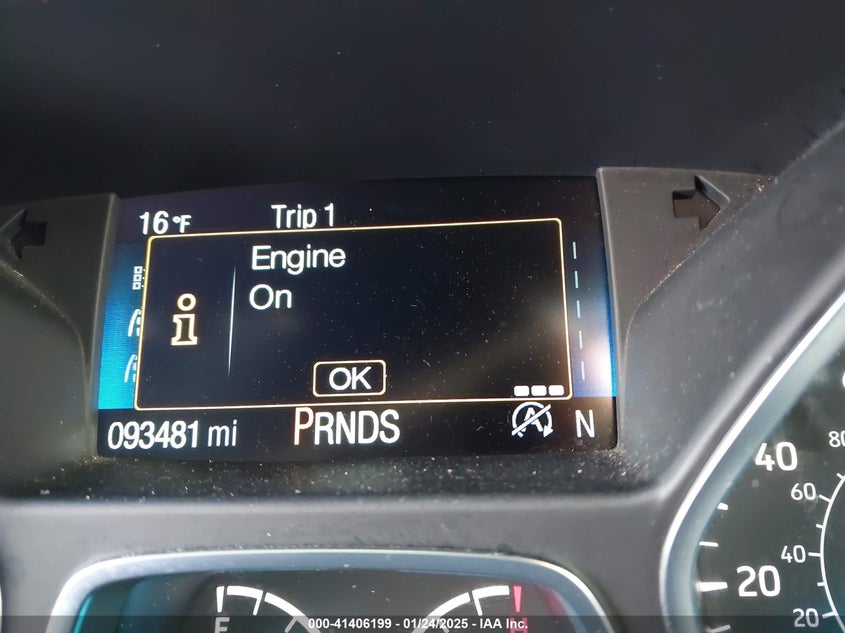 16°F Trip 1
Engine
On
i
OK
093481 mi PRNDS A N
40
80
60
20
40
20
F
000-41406199 - 01/24/2025 - IAA Inc.